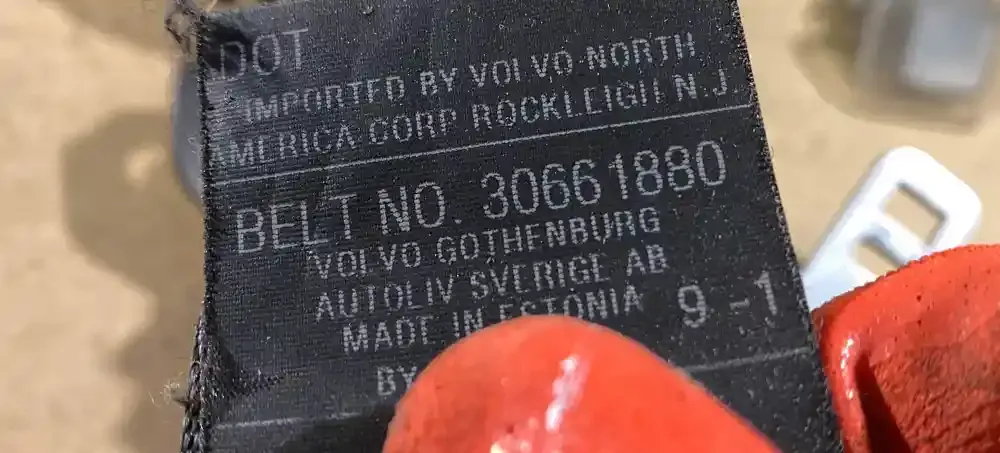 DOT
IMPORTED BY VOLVO NORTH
AMERICA CORP ROCKLEIGH N.J.
BELT NO. 30661880
VOLVO GOTHENBURG
AUTOLIV SVERIGE AB
MADE IN ESTONIA 9-1
BY